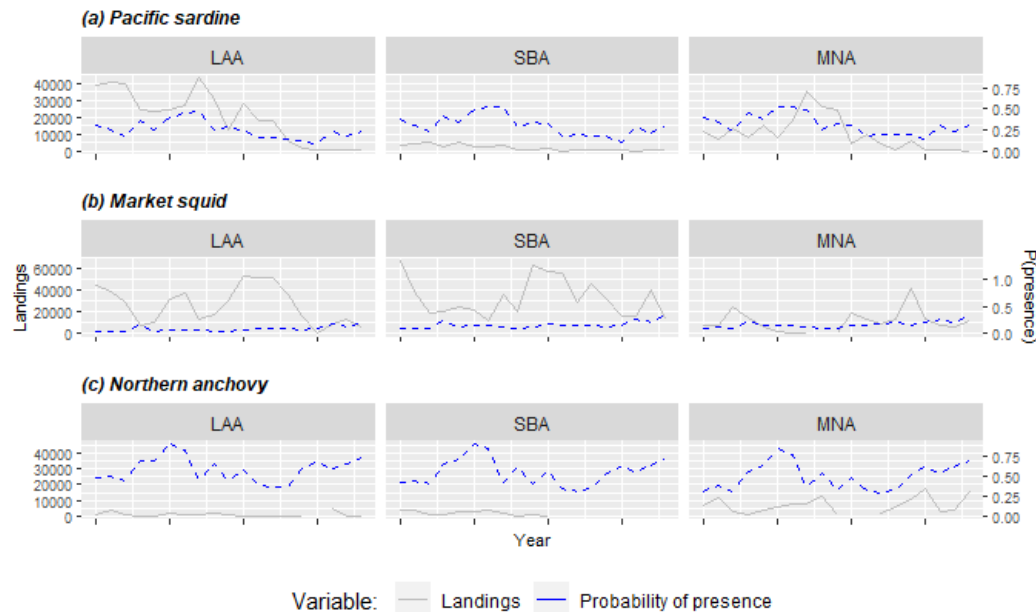 (a) Pacific sardine
LAA SBA MNA
40000
30000
20000
10000
0
0.75
0.50
0.25
0.00
(b) Market squid
LAA SBA MNA
60000
40000
20000
0
1.0
0.5
0.0
Landings
P(presence)
(c) Northern anchovy
LAA SBA MNA
40000
30000
20000
10000
0
0.75
0.50
0.25
0.00
Year
Variable: Landings Probability of presence